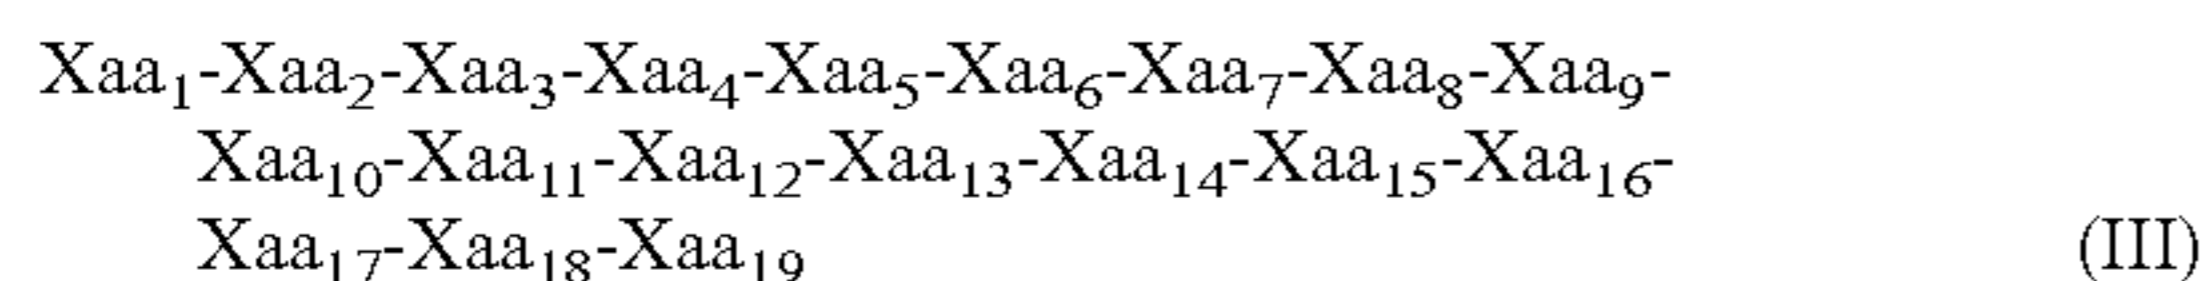 Xaa₁-Xaa₂-Xaa₃-Xaa₄-Xaa₅-Xaa₆-Xaa₇-Xaa₈-Xaa₉-
Xaa₁₀-Xaa₁₁-Xaa₁₂-Xaa₁₃-Xaa₁₄-Xaa₁₅-Xaa₁₆-
Xaa₁₇-Xaa₁₈-Xaa₁₉ (III)